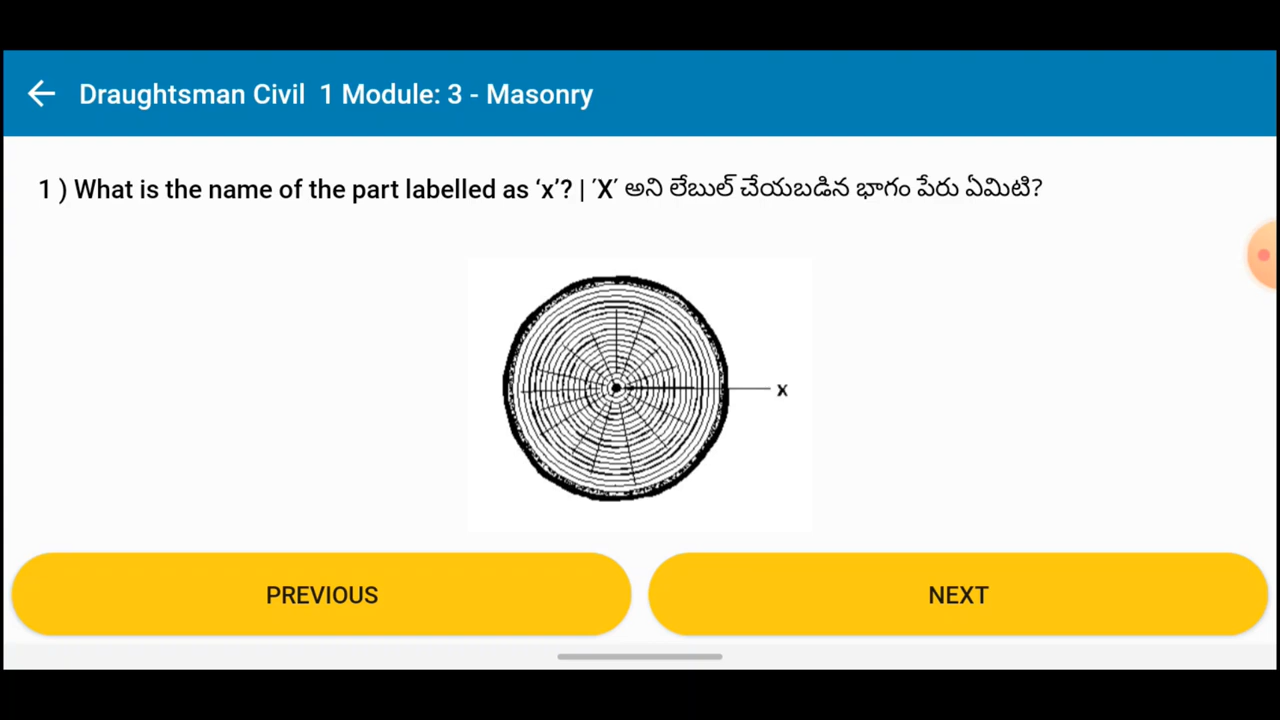 Draughtsman Civil 1 Module: 3 - Masonry
1 ) What is the name of the part labelled as ‘x’? | ´X´ అని లేబుల్ చేయబడిన భాగం పేరు ఏమిటి?
X
PREVIOUS
NEXT